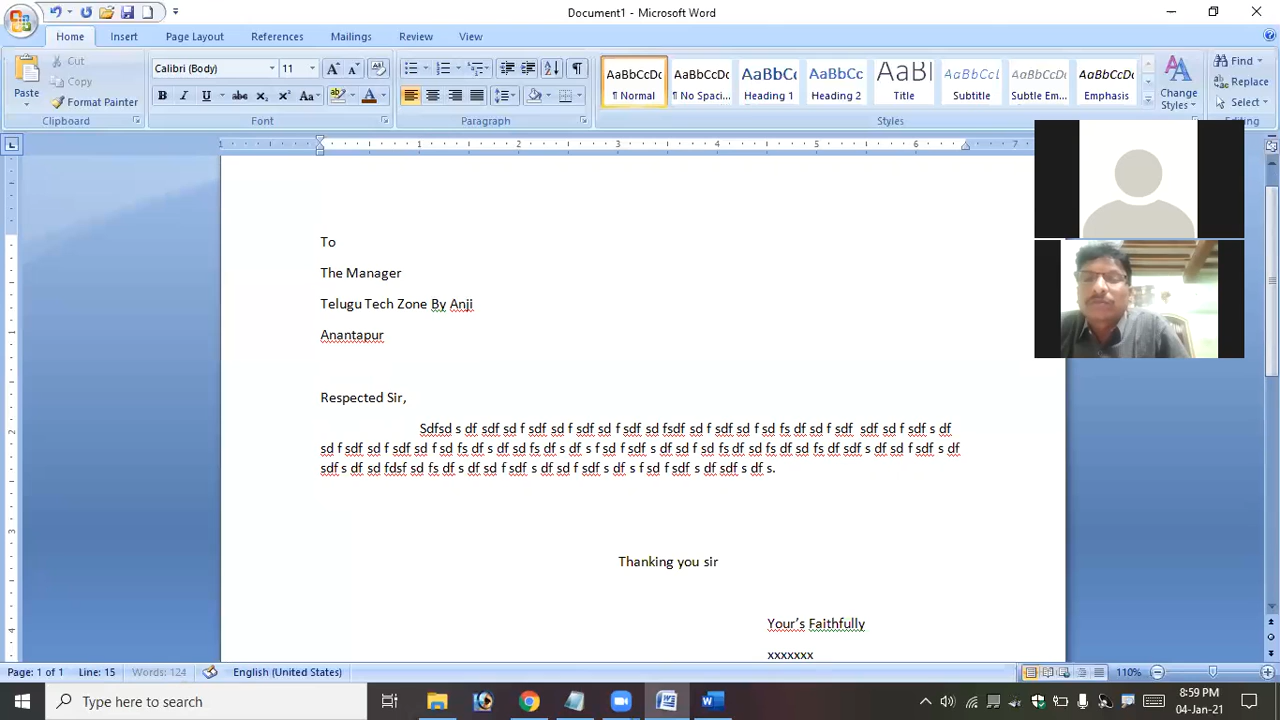 Document1 - Microsoft Word
Home Insert Page Layout References Mailings Review View
Paste Cut Copy Format Painter
Calibri (Body) 11
AaBbCcDc ¶ Normal
AaBbCcDc ¶ No Spaci...
AaBbCc Heading 1
AaBbCc Heading 2
AaBl Title
AaBbCcL Subtitle
AaBbCcDc Subtle Em...
AaBbCcDc Emphasis
Change Styles
Find
Replace
Select
Clipboard Font Paragraph Styles Editing
1 1 2 3 4 5 6 7
To
The Manager
Telugu Tech Zone By Anji
Anantapur
Respected Sir,
Sdfsd s df sdf sd f sdf sd f sdf sd f sdf sd fsdf sd f sdf sd f sd fs df sd f sdf sdf sd f sdf s df
sd f sdf sd f sdf sd f sd fs df s df sd fs df s df s f sd f sdf s df sd f sd fs df sd fs df sd fs df sdf s df sd f sdf s df
sdf s df sd fdsf sd fs df s df sd f sdf s df sd f sdf s df s f sd f sdf s df sdf s df s.
Thanking you sir
Your's Faithfully
xxxxxxx
Page: 1 of 1 Line: 15 Words: 124 English (United States) 110%
Type here to search
8:59 PM
04-Jan-21